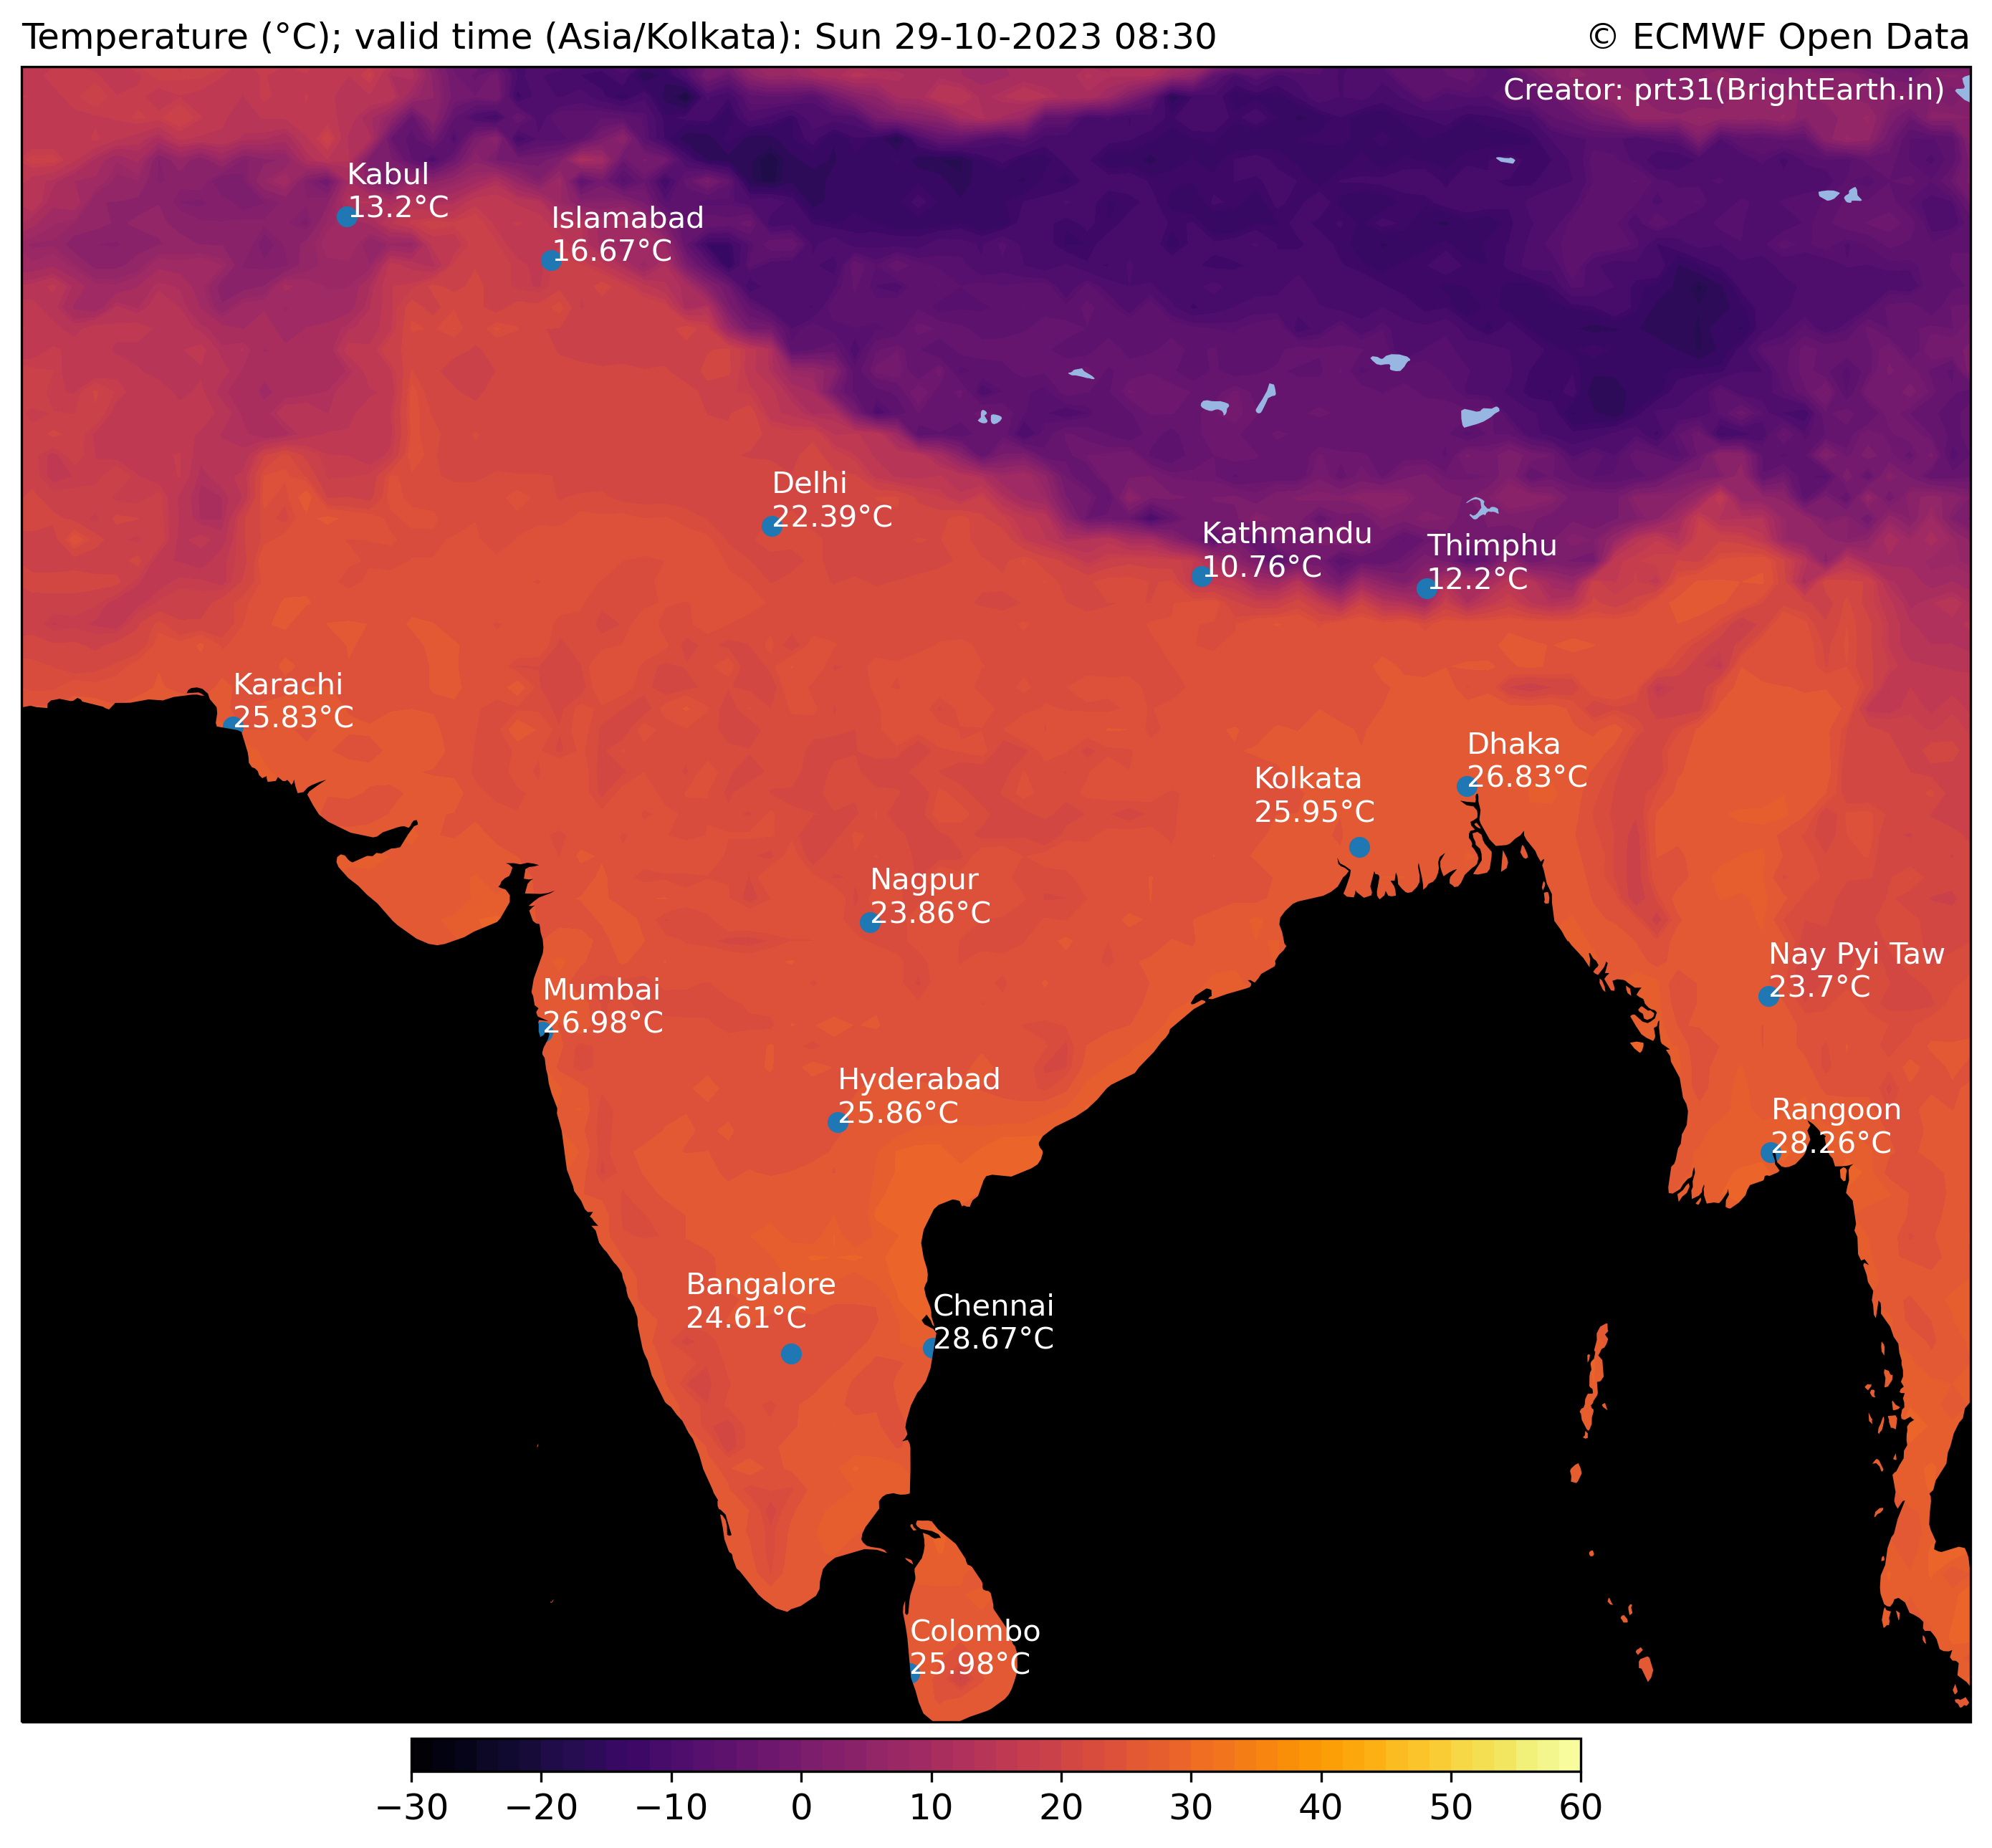 Temperature (°C); valid time (Asia/Kolkata): Sun 29-10-2023 08:30
© ECMWF Open Data
Creator: prt31(BrightEarth.in)
Kabul
13.2°C
Islamabad
16.67°C
Delhi
22.39°C
Kathmandu
10.76°C
Thimphu
12.2°C
Karachi
25.83°C
Dhaka
26.83°C
Kolkata
25.95°C
Nagpur
23.86°C
Nay Pyi Taw
23.7°C
Mumbai
26.98°C
Hyderabad
25.86°C
Rangoon
28.26°C
Bangalore
24.61°C
Chennai
28.67°C
Colombo
25.98°C
−30 −20 −10 0 10 20 30 40 50 60